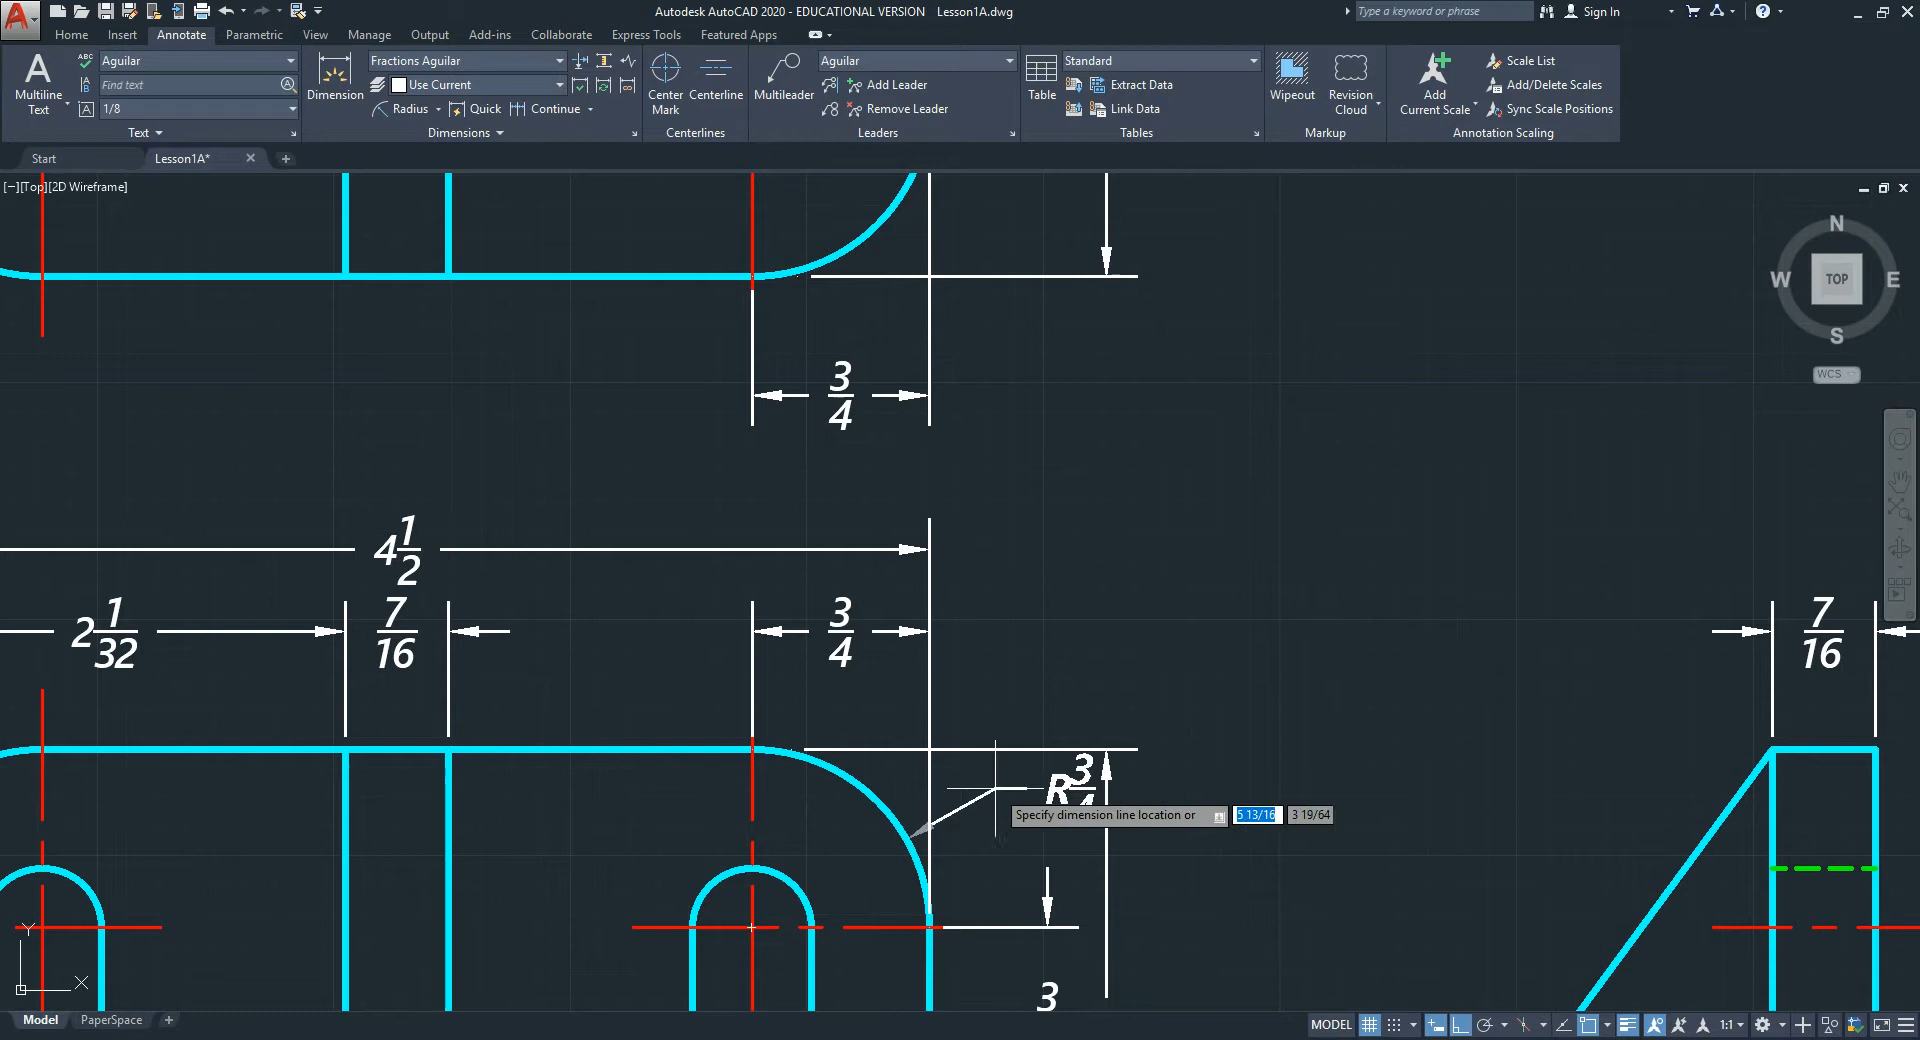 Autodesk AutoCAD 2020 - EDUCATIONAL VERSION Lesson1A.dwg
Type a keyword or phrase
Sign In
Home Insert Annotate Parametric View Manage Output Add-ins Collaborate Express Tools Featured Apps
Multiline Text
Aguilar
Find text
1/8
Text
Dimension
Fractions Aguilar
Use Current
Radius Quick Continue
Dimensions
Center Mark
Centerline
Centerlines
Multileader
Aguilar
Add Leader
Remove Leader
Leaders
Table
Standard
Extract Data
Link Data
Tables
Wipeout
Revision Cloud
Markup
Add Current Scale
Scale List
Add/Delete Scales
Sync Scale Positions
Annotation Scaling
Start Lesson1A*
[−][Top][2D Wireframe]
N
W TOP E
S
WCS
3/4
4 1/2
2 1/32
7/16
3/4
7/16
R 3/4
Specify dimension line location or 5 13/16 3 19/64
3
Y
X
Model PaperSpace
MODEL 1:1